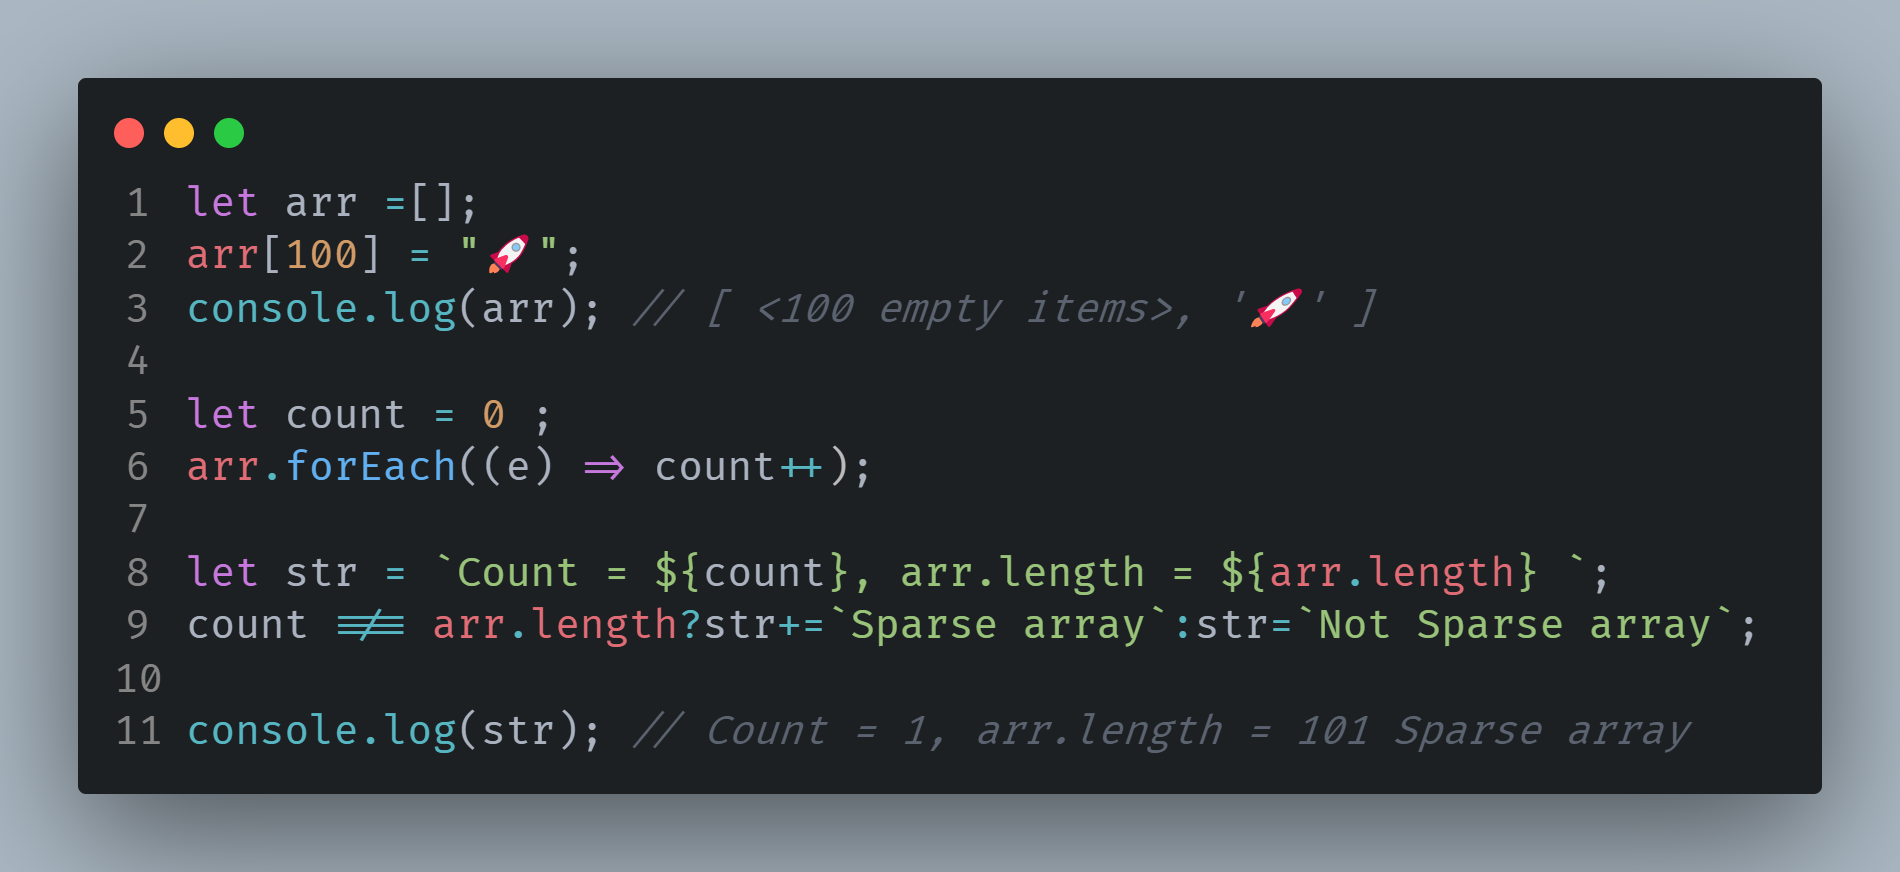 1 let arr =[];
2 arr[100] = "🚀";
3 console.log(arr); // [ <100 empty items>, '🚀' ]
4
5 let count = 0 ;
6 arr.forEach((e) => count++);
7
8 let str = `Count = ${count}, arr.length = ${arr.length} `;
9 count !== arr.length?str+=`Sparse array`:str=`Not Sparse array`;
10
11 console.log(str); // Count = 1, arr.length = 101 Sparse array